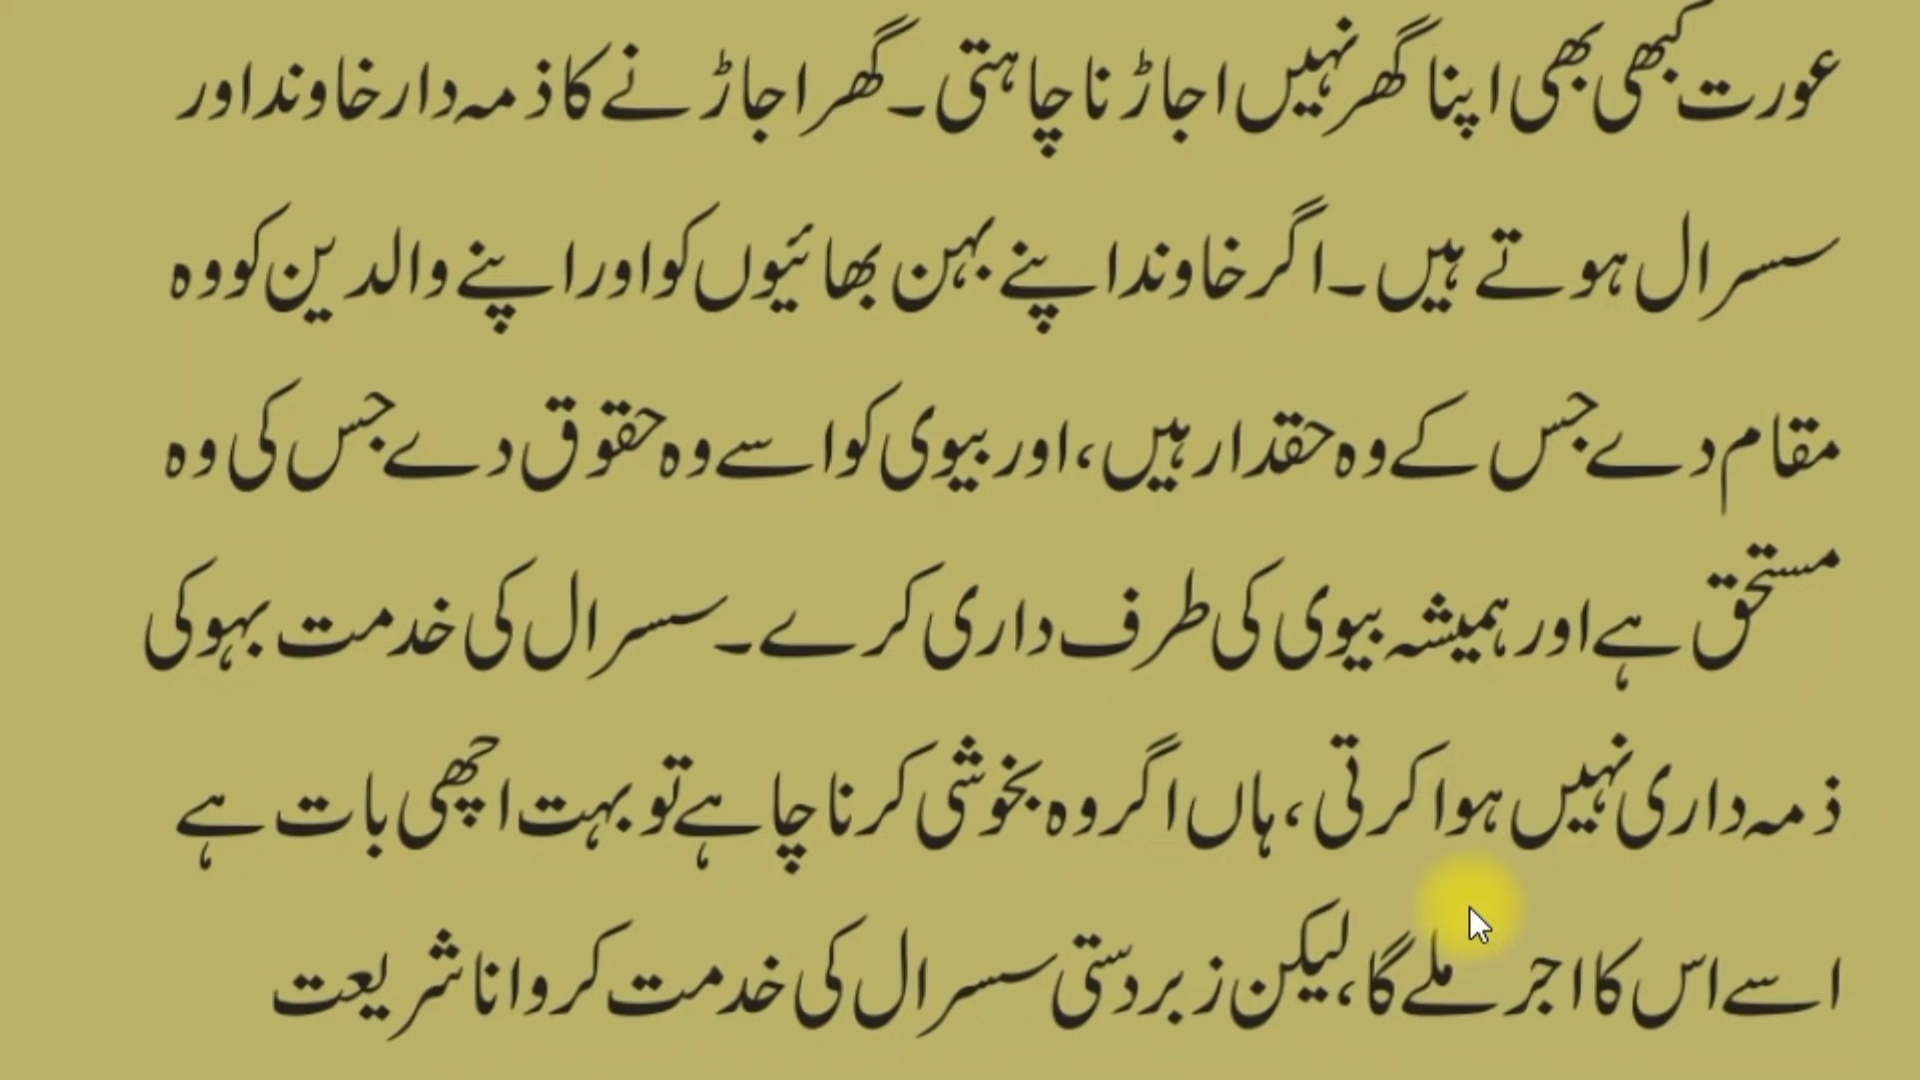 عورت کبھی بھی اپنا گھر نہیں اجاڑنا چاہتی۔ گھر اجاڑنے کا ذمہ دار خاوند اور
سسرال ہوتے ہیں۔ اگر خاوند اپنے بہن بھائیوں کو اور اپنے والدین کو وہ
مقام دے جس کے وہ حقدار ہیں، اور بیوی کو اسے وہ حقوق دے جس کی وہ
مستحق ہے اور ہمیشہ بیوی کی طرف داری کرے۔ سسرال کی خدمت بہو کی
ذمہ داری نہیں ہوا کرتی، ہاں اگر وہ بخوشی کرنا چاہے تو بہت اچھی بات ہے
اسے اس کا اجر ملے گا، لیکن زبردستی سسرال کی خدمت کروانا شریعت